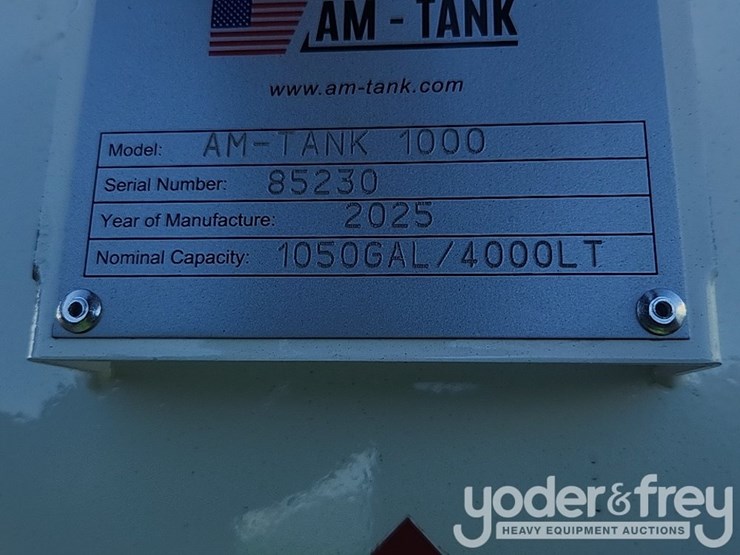 AM - TANK
www.am-tank.com
Model: AM-TANK 1000
Serial Number: 85230
Year of Manufacture: 2025
Nominal Capacity: 1050GAL/4000LT
yoder&frey
HEAVY EQUIPMENT AUCTIONS